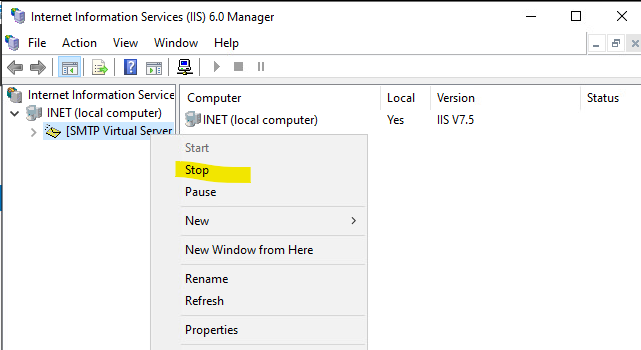 Internet Information Services (IIS) 6.0 Manager
File Action View Window Help
Internet Information Service
INET (local computer)
[SMTP Virtual Server
Computer Local Version Status
INET (local computer) Yes IIS V7.5
Start
Stop
Pause
New
New Window from Here
Rename
Refresh
Properties